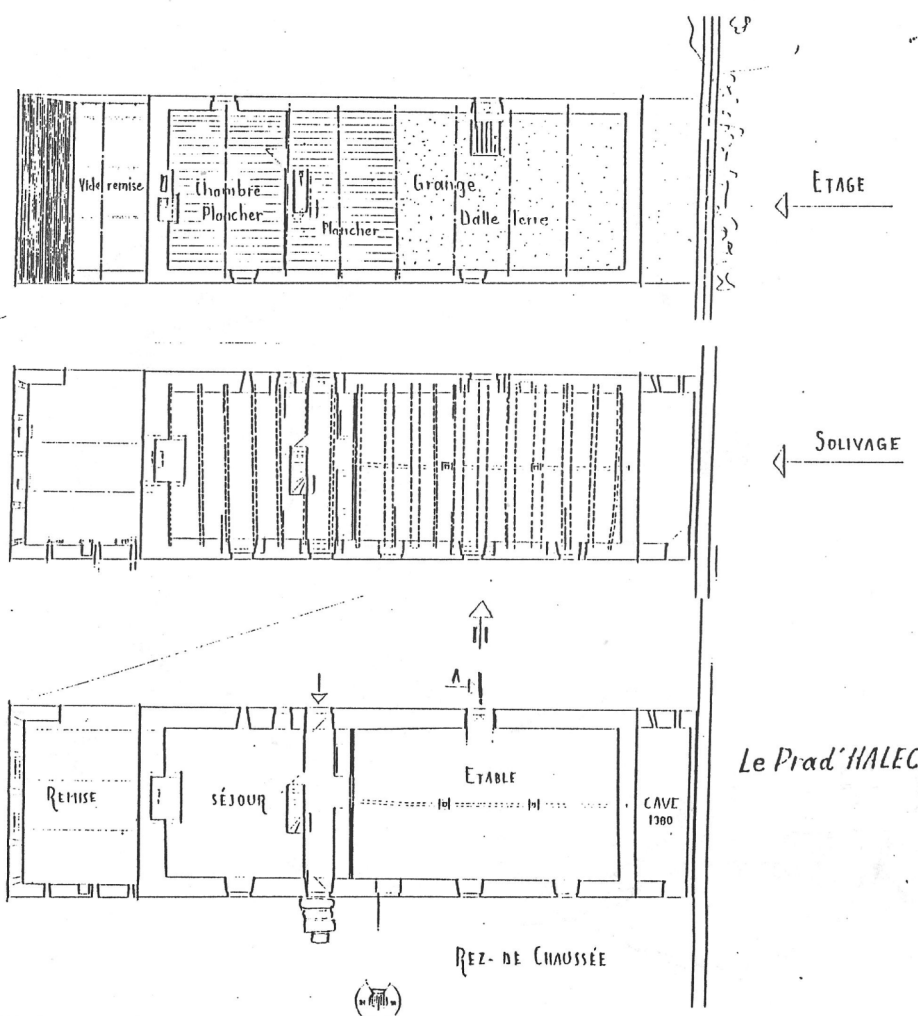 Vide remise
Chambre
Plancher
Plancher
Grange
Dalle Terre
ETAGE
SOLIVAGE
A
REMISE
SÉJOUR
ETABLE
CAVE
1980
Le Prad'HALEC
REZ- DE CHAUSSÉE